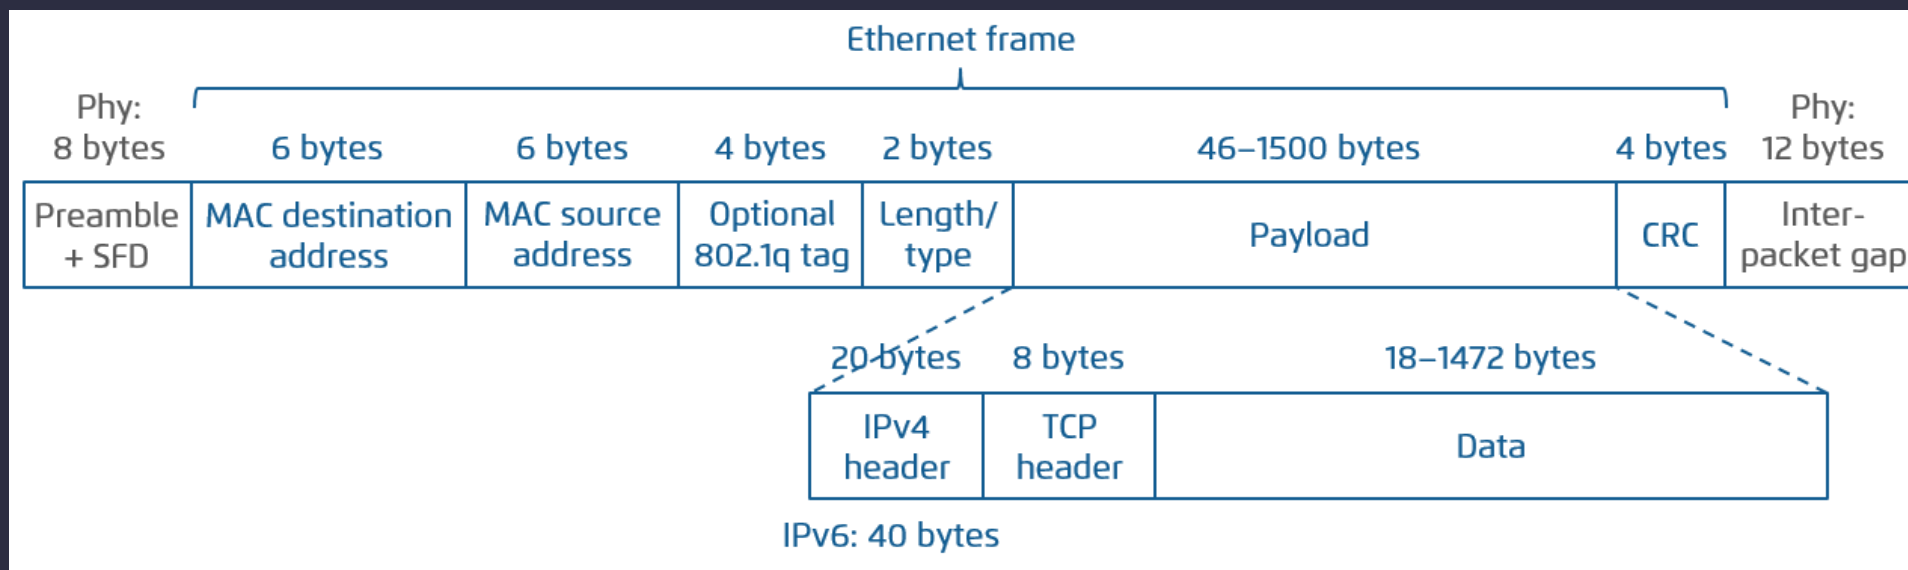 Ethernet frame
Phy:
8 bytes
6 bytes
6 bytes
4 bytes
2 bytes
46–1500 bytes
4 bytes
Phy:
12 bytes
Preamble
+ SFD
MAC destination
address
MAC source
address
Optional
802.1q tag
Length/
type
Payload
CRC
Inter-
packet gap
20 bytes
8 bytes
18–1472 bytes
IPv4
header
TCP
header
Data
IPv6: 40 bytes